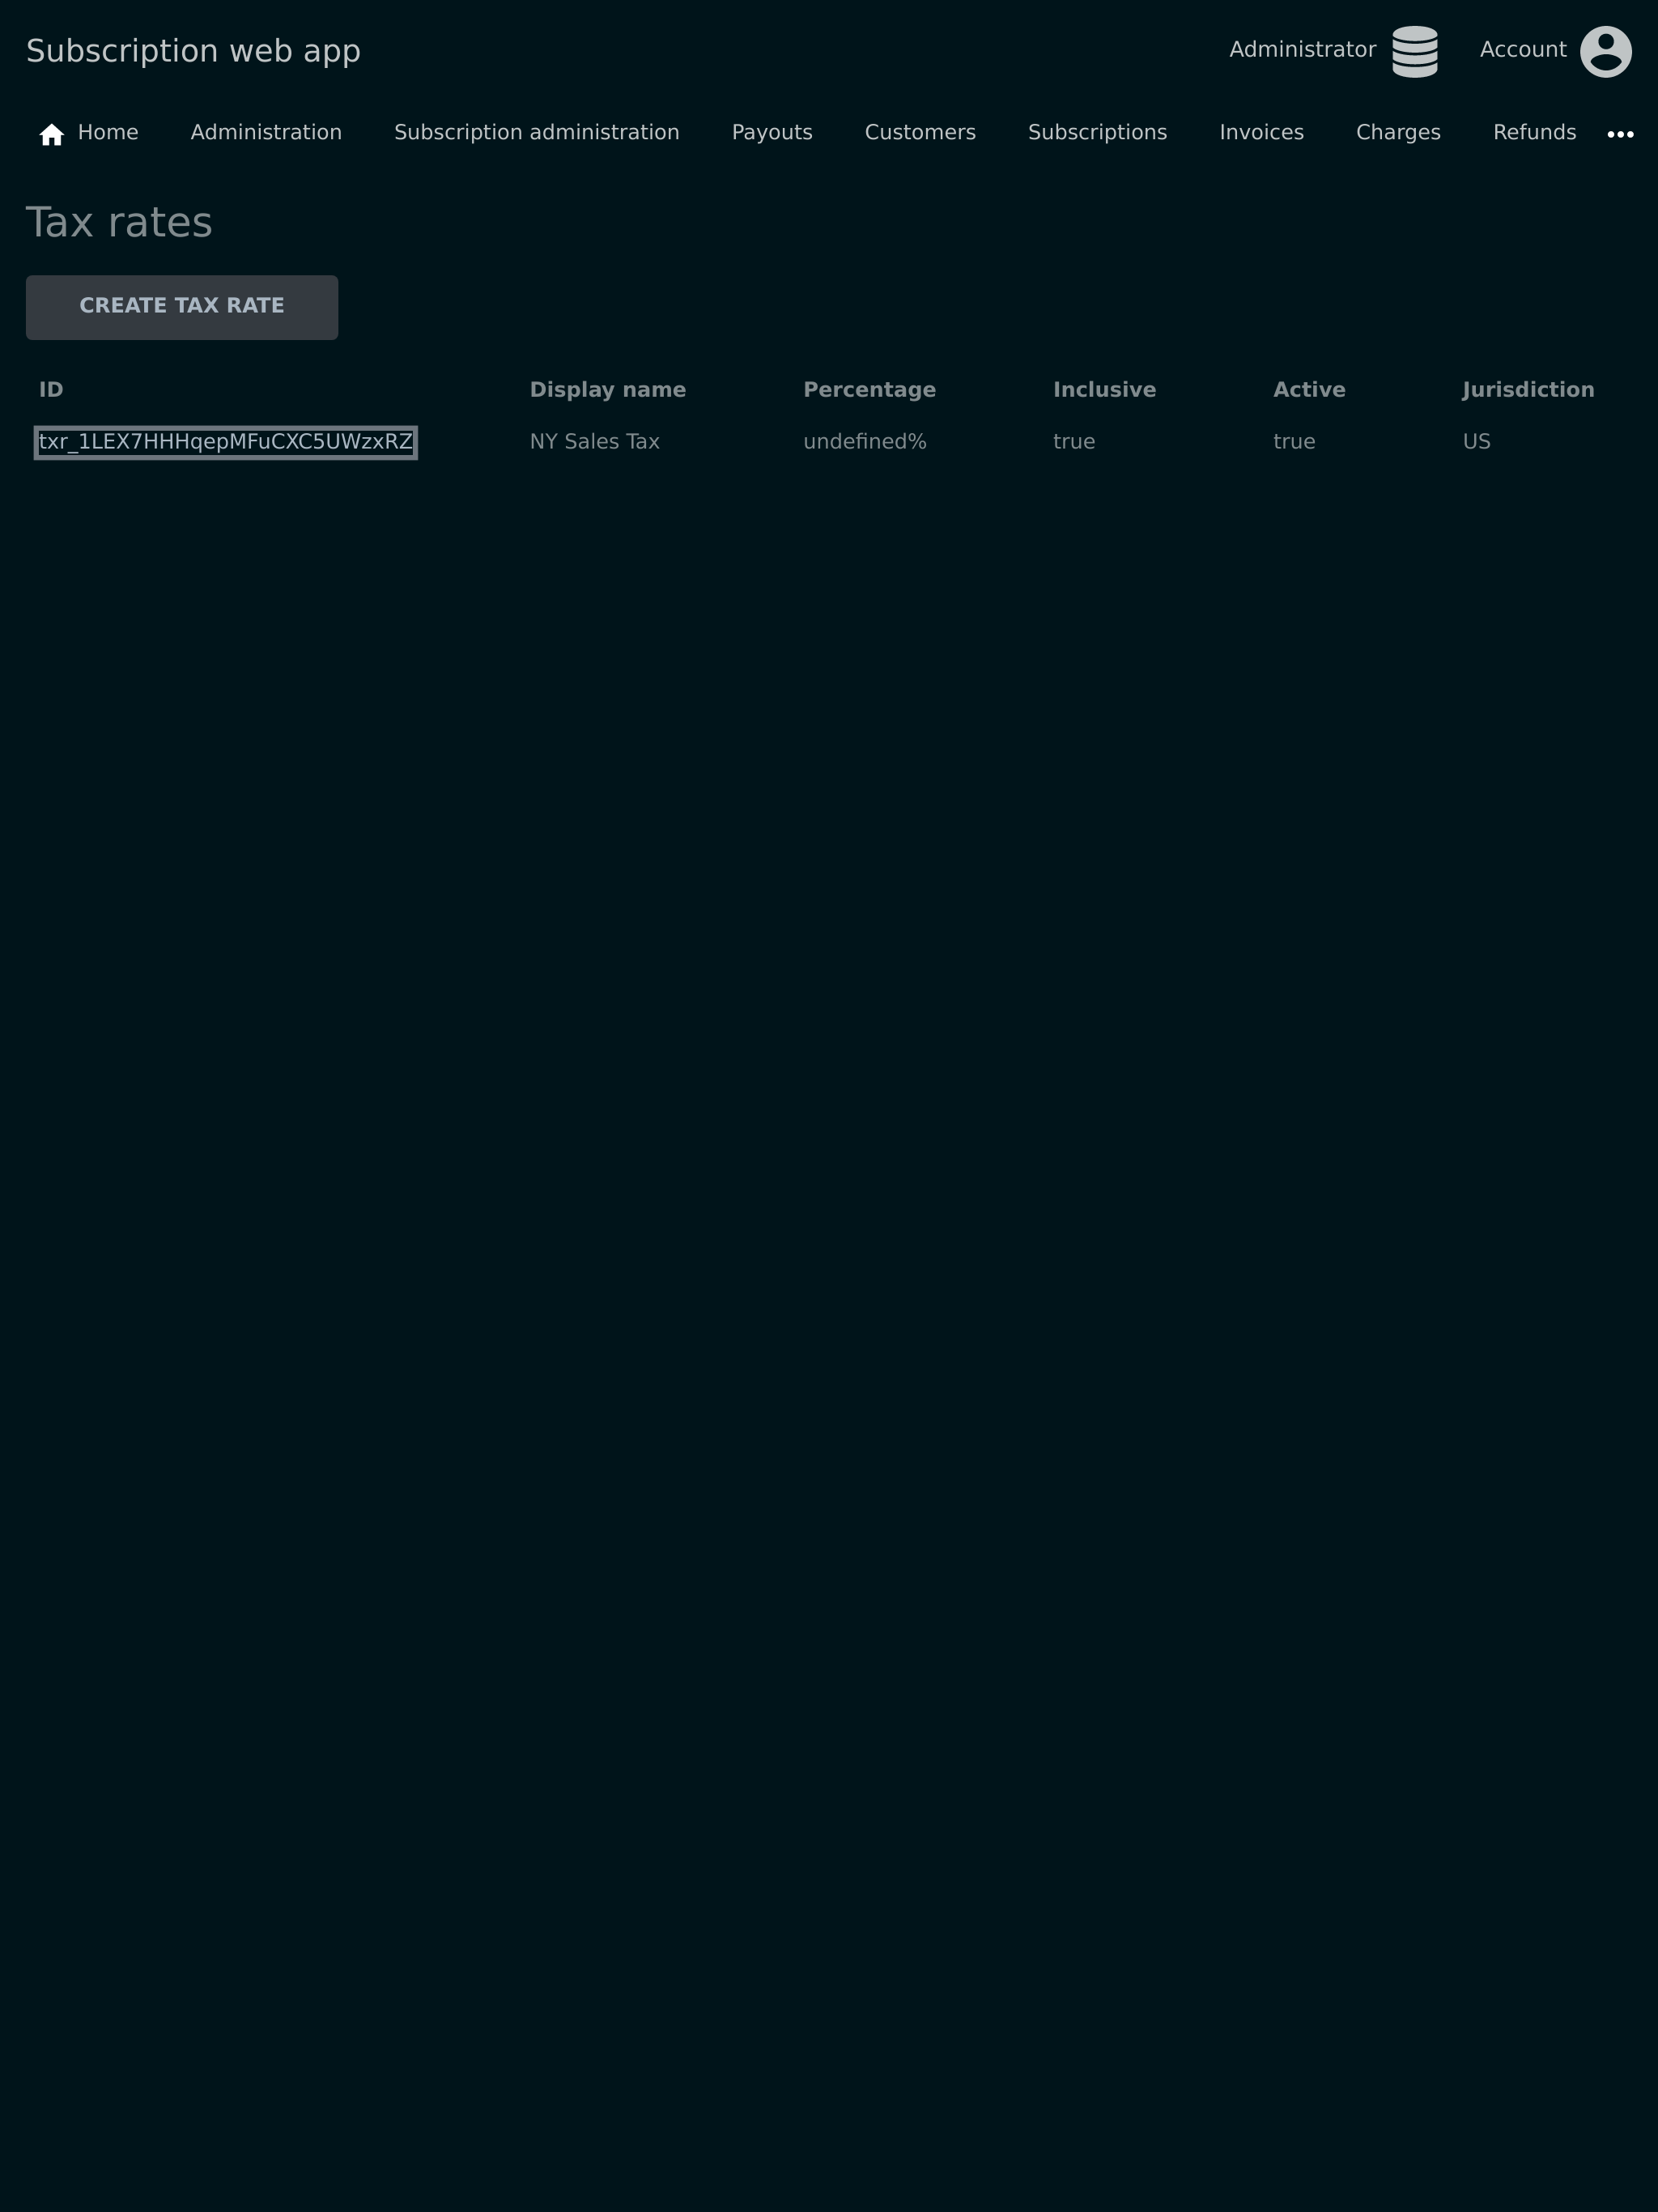 Subscription web app
Administrator
Account
Home Administration Subscription administration Payouts Customers Subscriptions Invoices Charges Refunds
Tax rates
CREATE TAX RATE
ID Display name Percentage Inclusive Active Jurisdiction
txr_1LEX7HHHqepMFuCXC5UWzxRZ NY Sales Tax undefined% true true US